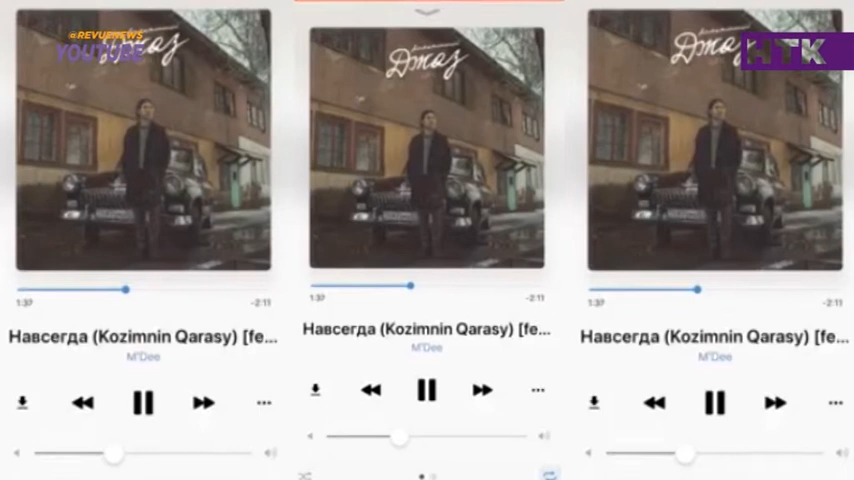 @REVUENEWS
YOUTUBE
НТК
Джаз
Джаз
Джаз
1:37
-2:11
1:37
-2:11
1:37
-2:11
Навсегда (Kozimnin Qarasy) [fe...
Навсегда (Kozimnin Qarasy) [fe...
Навсегда (Kozimnin Qarasy) [fe...
M'Dee
M'Dee
M'Dee